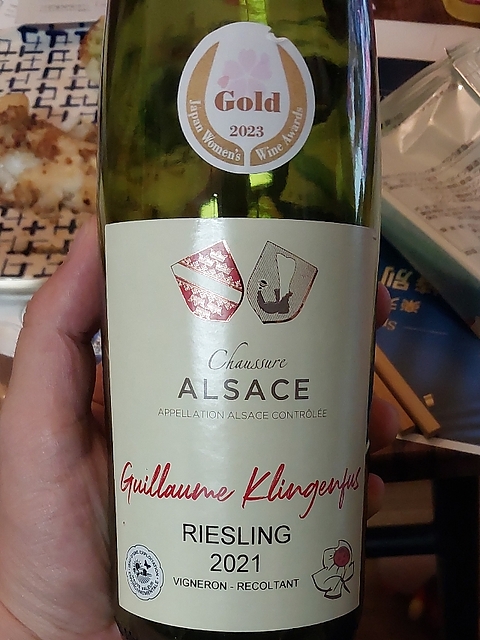 Gold
2023
Japan Women's Wine Awards
Chaussure
ALSACE
APPELLATION ALSACE CONTRÔLÉE
Guillaume Klingenfus
RIESLING
2021
VIGNERON - RECOLTANT